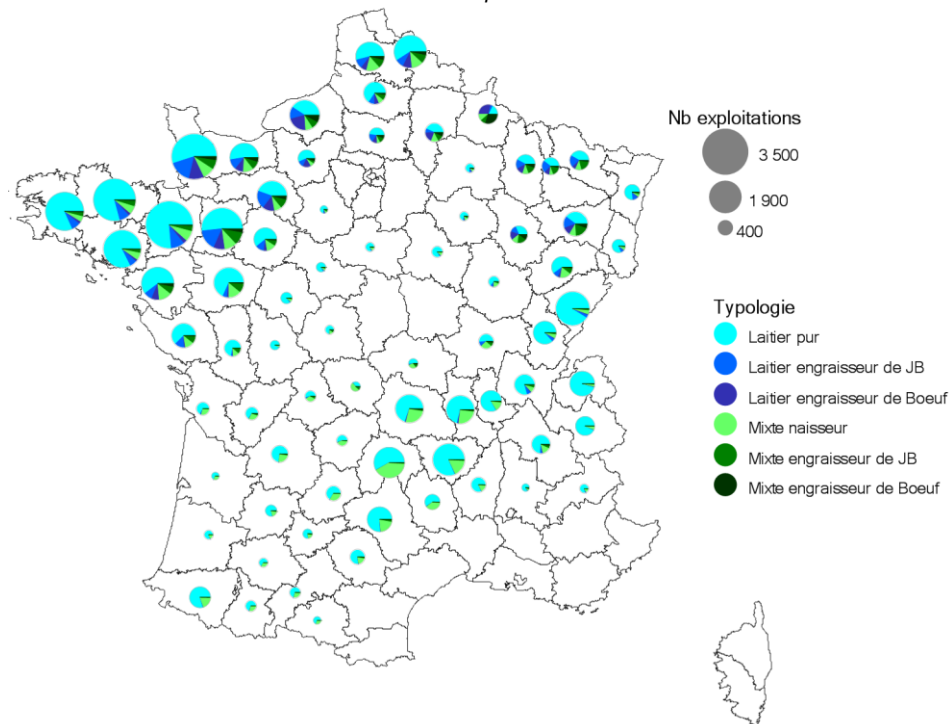 Nb exploitations
3 500
1 900
400
Typologie
Laitier pur
Laitier engraisseur de JB
Laitier engraisseur de Boeuf
Mixte naisseur
Mixte engraisseur de JB
Mixte engraisseur de Boeuf